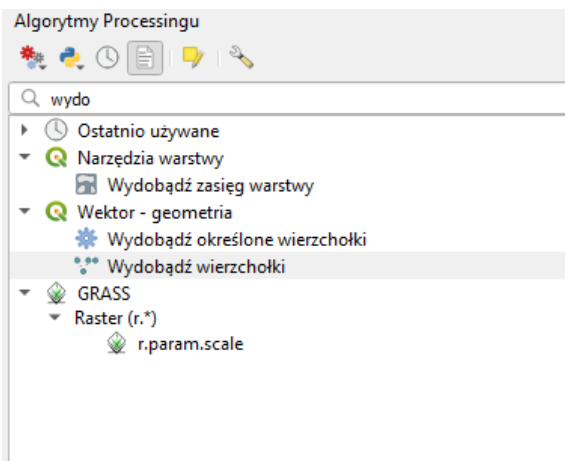 Algorytmy Processingu
wydo
Ostatnio używane
Narzędzia warstwy
Wydobądź zasięg warstwy
Wektor - geometria
Wydobądź określone wierzchołki
Wydobądź wierzchołki
GRASS
Raster (r.*)
r.param.scale